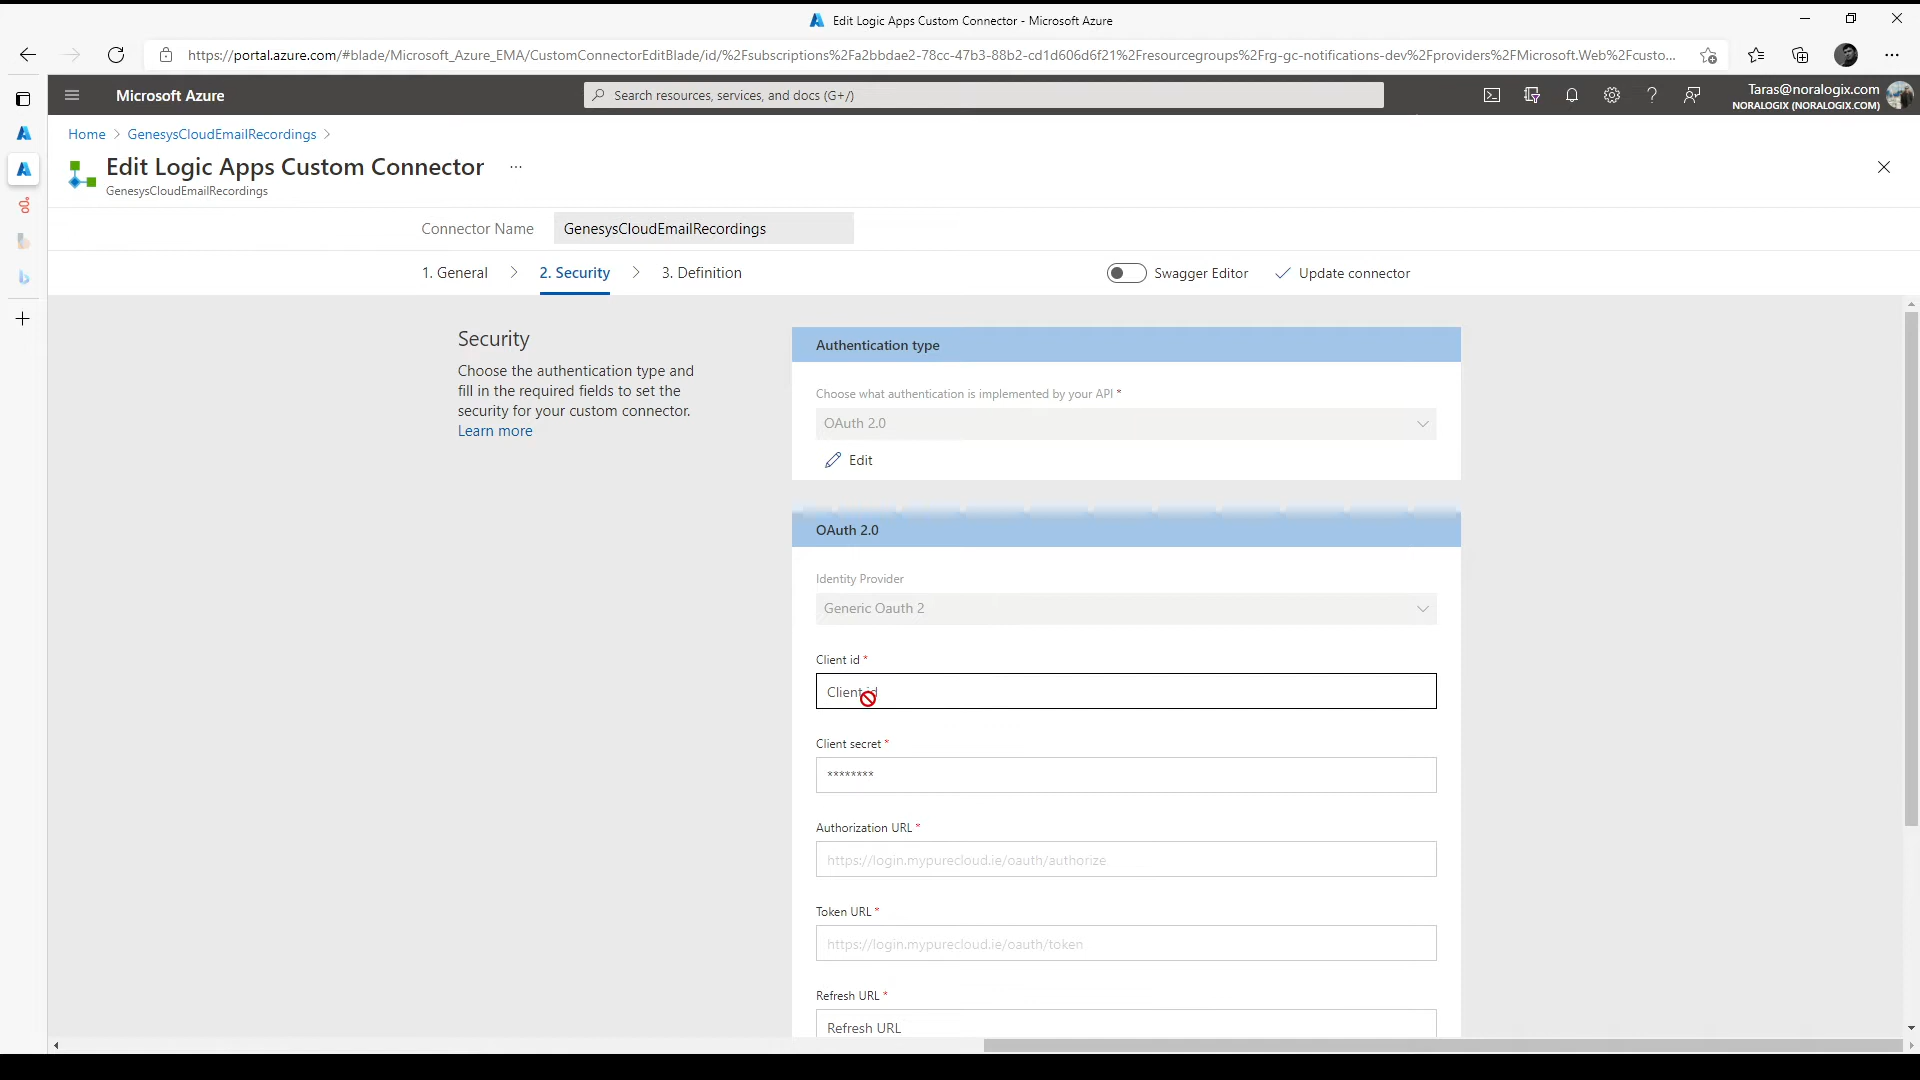 Edit Logic Apps Custom Connector - Microsoft Azure
https://portal.azure.com/#blade/Microsoft_Azure_EMA/CustomConnectorEditBlade/id/%2Fsubscriptions%2Fa2bbdae2-78cc-47b3-88b2-cd1d606d6f21%2Fresourcegroups%2Frg-gc-notifications-dev%2Fproviders%2FMicrosoft.Web%2Fcusto...
Microsoft Azure
Search resources, services, and docs (G+/)
Taras@noralogix.com
NORALOGIX (NORALOGIX.COM)
Home > GenesysCloudEmailRecordings >
Edit Logic Apps Custom Connector ...
GenesysCloudEmailRecordings
Connector Name GenesysCloudEmailRecordings
1. General > 2. Security > 3. Definition Swagger Editor Update connector
Security
Choose the authentication type and
fill in the required fields to set the
security for your custom connector.
Learn more
Authentication type
Choose what authentication is implemented by your API *
OAuth 2.0
Edit
OAuth 2.0
Identity Provider
Generic Oauth 2
Client id *
Client id
Client secret *
********
Authorization URL *
https://login.mypurecloud.ie/oauth/authorize
Token URL *
https://login.mypurecloud.ie/oauth/token
Refresh URL *
Refresh URL